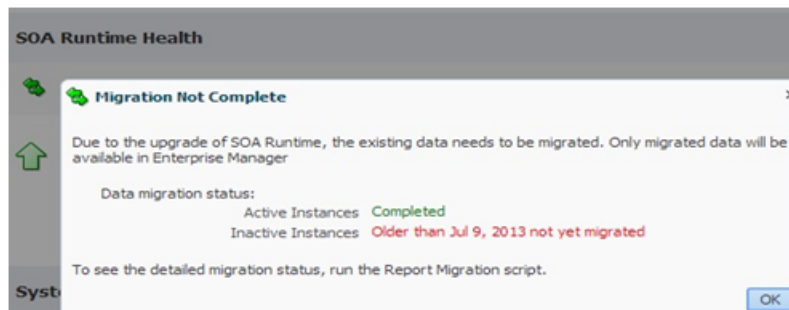 SOA Runtime Health
Migration Not Complete
Due to the upgrade of SOA Runtime, the existing data needs to be migrated. Only migrated data will be
available in Enterprise Manager
Data migration status:
Active Instances Completed
Inactive Instances Older than Jul 9, 2013 not yet migrated
To see the detailed migration status, run the Report Migration script.
Syst
OK